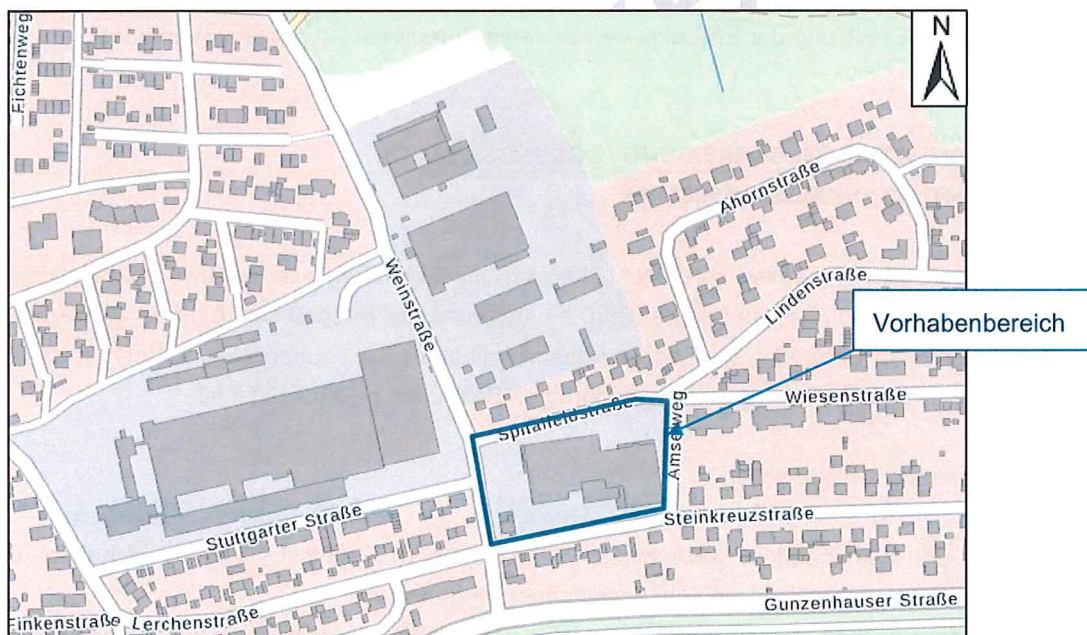 N
Fichtenweg
Ahornstraße
Weinstraße
Lindenstraße
Vorhabenbereich
Wiesenstraße
Spitalfeldstraße
Amselweg
Steinkreuzstraße
Stuttgarter Straße
Gunzenhauser Straße
Finkenstraße
Lerchenstraße